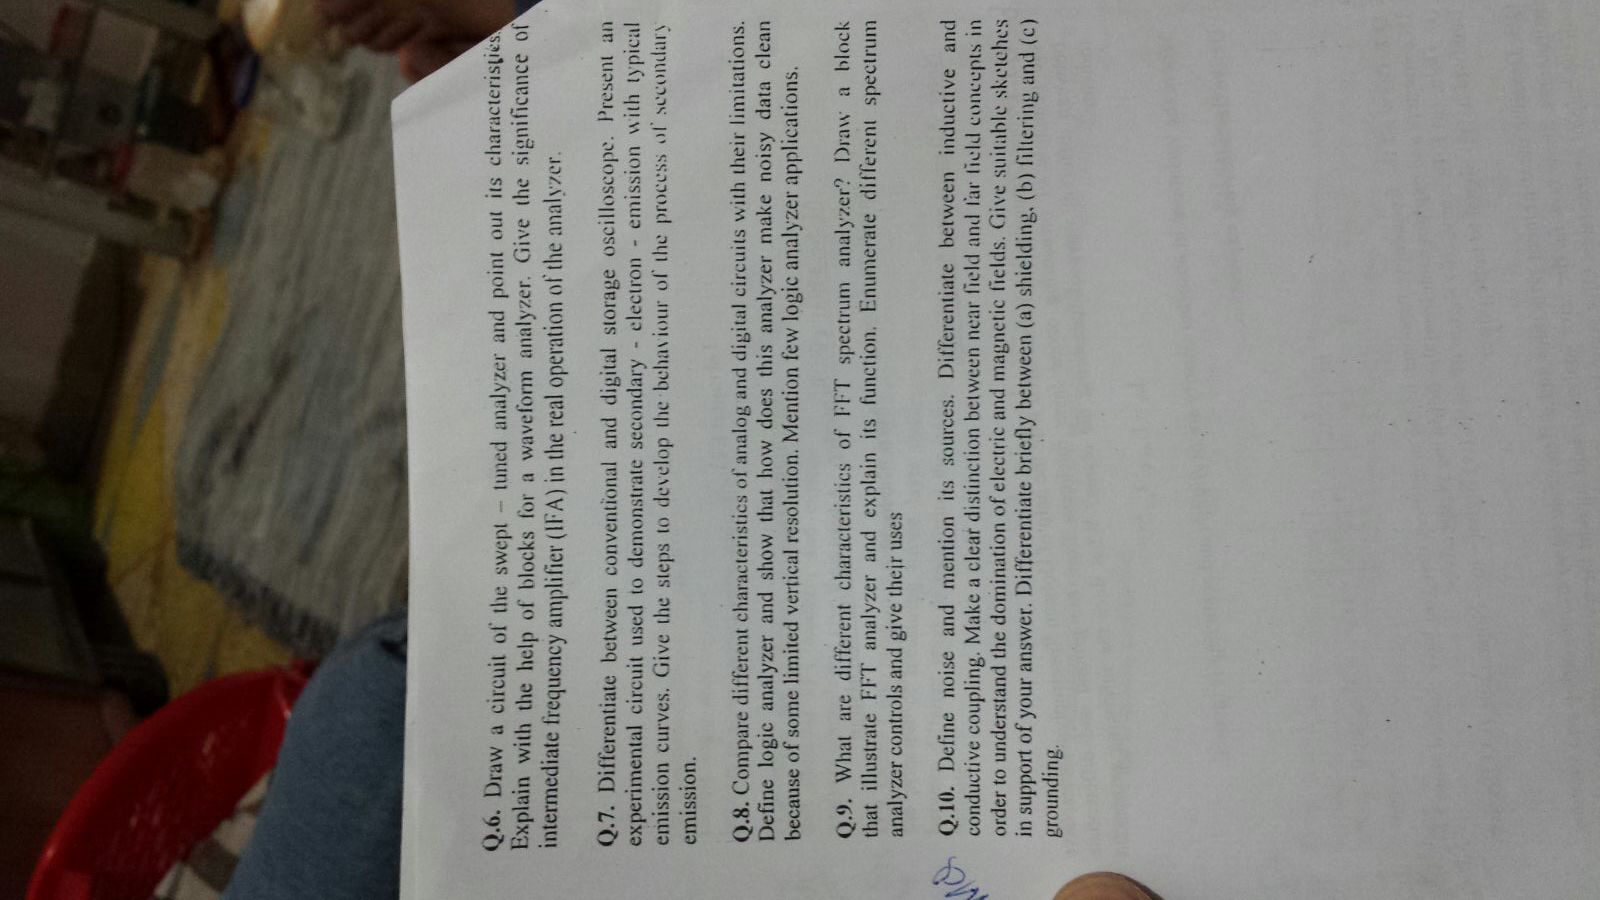 Q.6. Draw a circuit of the swept – tuned analyzer and point out its characteristics.
Explain with the help of blocks for a waveform analyzer. Give the significance of
intermediate frequency amplifier (IFA) in the real operation of the analyzer.
Q.7. Differentiate between conventional and digital storage oscilloscope. Present an
experimental circuit used to demonstrate secondary - electron - emission with typical
emission curves. Give the steps to develop the behaviour of the process of secondary
emission.
Q.8. Compare different characteristics of analog and digital circuits with their limitations.
Define logic analyzer and show that how does this analyzer make noisy data clean
because of some limited vertical resolution. Mention few logic analyzer applications.
Q.9. What are different characteristics of FFT spectrum analyzer? Draw a block
that illustrate FFT analyzer and explain its function. Enumerate different spectrum
analyzer controls and give their uses
Q.10. Define noise and mention its sources. Differentiate between inductive and
conductive coupling. Make a clear distinction between near field and far field concepts in
order to understand the domination of electric and magnetic fields. Give suitable sketches
in support of your answer. Differentiate briefly between (a) shielding, (b) filtering and (c)
grounding.